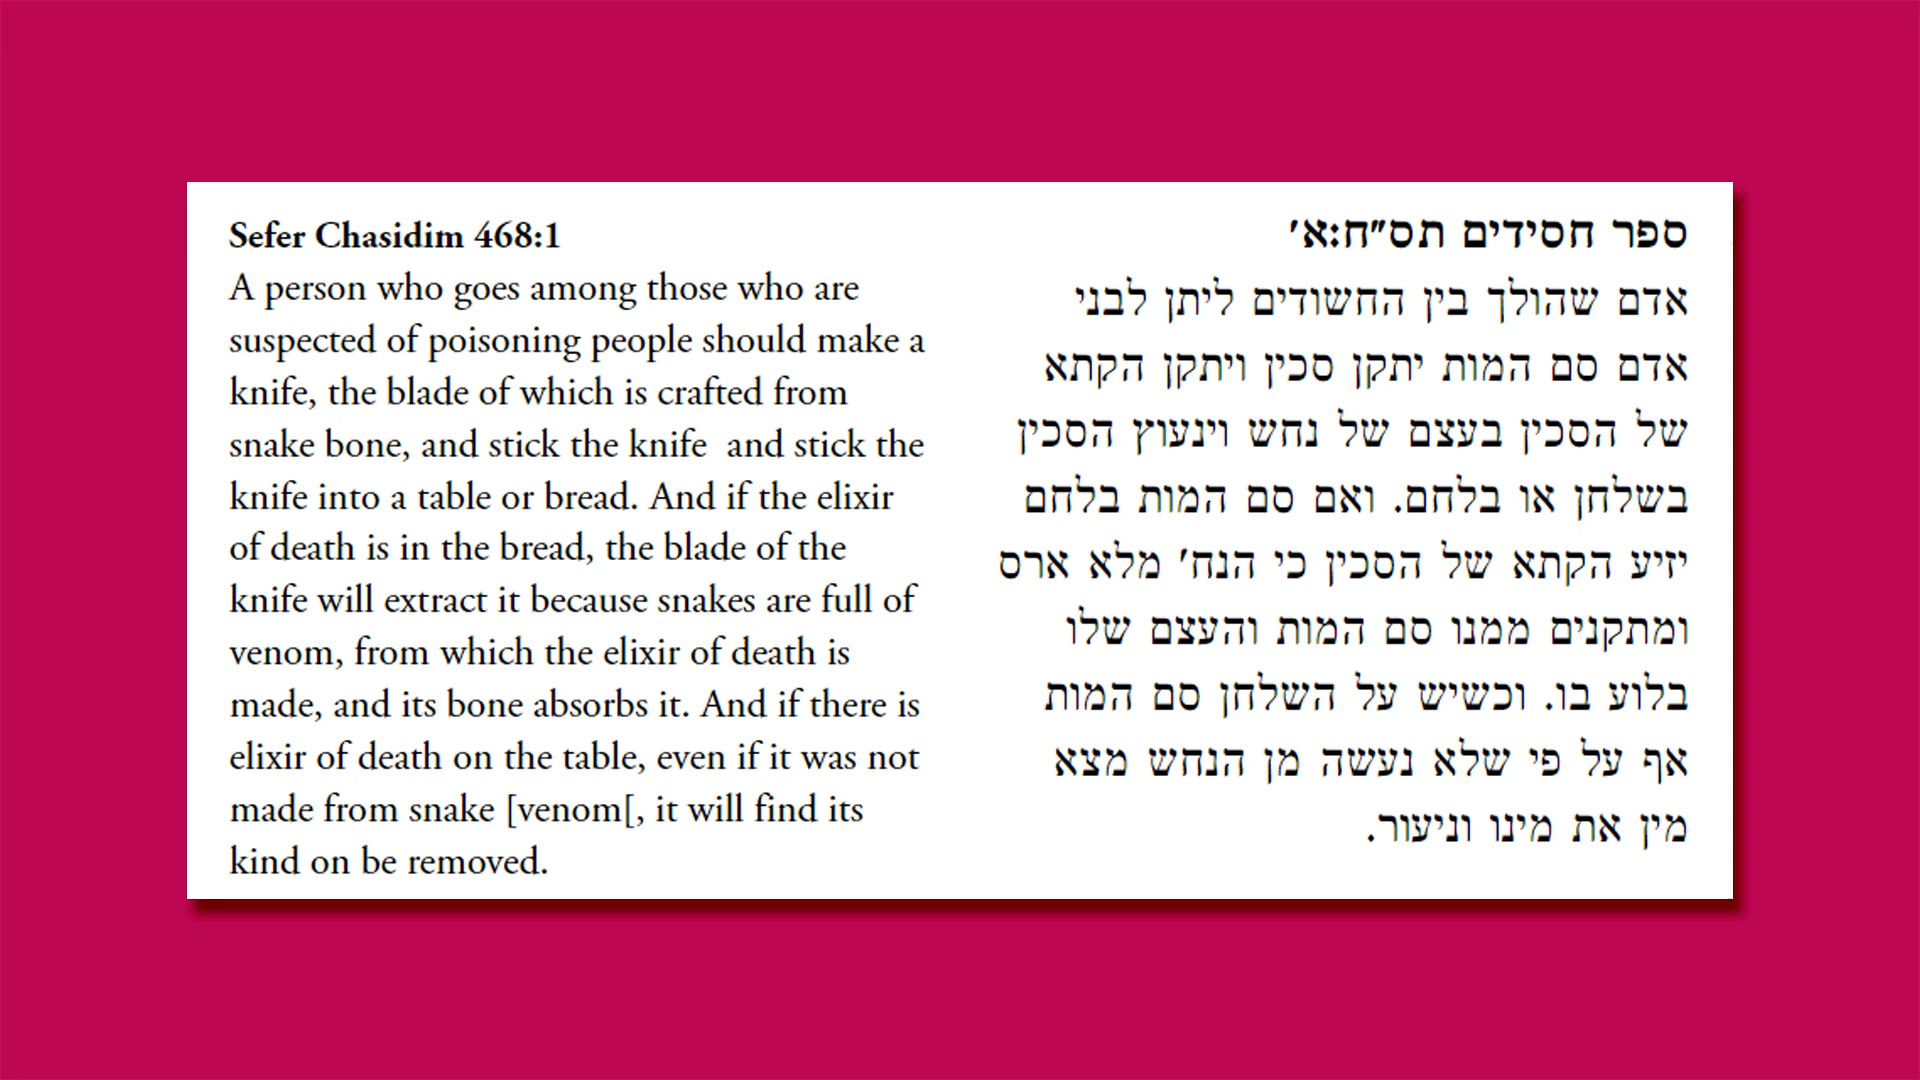 Sefer Chasidim 468:1
A person who goes among those who are
suspected of poisoning people should make a
knife, the blade of which is crafted from
snake bone, and stick the knife  and stick the
knife into a table or bread. And if the elixir
of death is in the bread, the blade of the
knife will extract it because snakes are full of
venom, from which the elixir of death is
made, and its bone absorbs it. And if there is
elixir of death on the table, even if it was not
made from snake [venom[, it will find its
kind on be removed.
ספר חסידים תס״ח:א׳
אדם שהולך בין החשודים ליתן לבני
אדם סם המות יתקן סכין ויתקן הקתא
של הסכין בעצם של נחש וינעוץ הסכין
בשלחן או בלחם. ואם סם המות בלחם
יזיע הקתא של הסכין כי הנח׳ מלא ארס
ומתקנים ממנו סם המות והעצם שלו
בלוע בו. וכשיש על השלחן סם המות
אף על פי שלא נעשה מן הנחש מצא
מין את מינו וניעור.